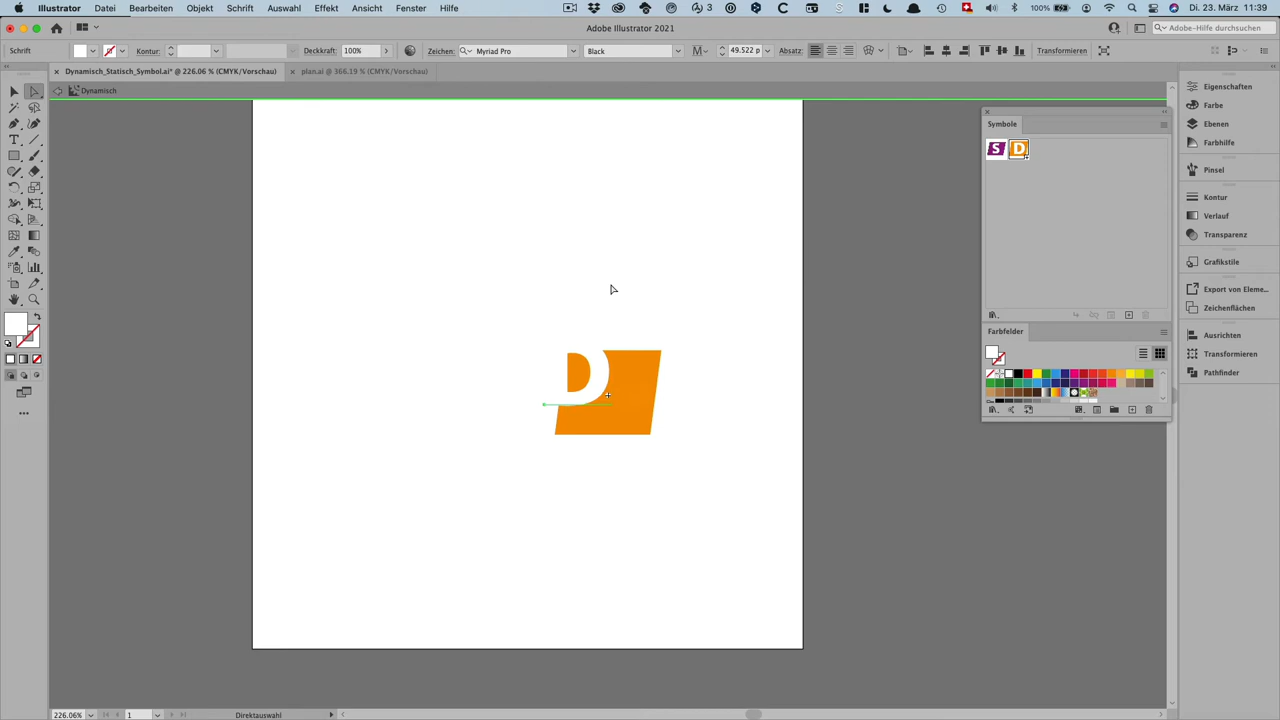 Illustrator Datei Bearbeiten Objekt Schrift Auswahl Effekt Ansicht Fenster Hilfe 100% Di. 23. März 11:39
Adobe Illustrator 2021
Adobe-Hilfe durchsuchen
Schrift Kontur: Deckkraft: 100% Zeichen: Myriad Pro Black 49.522 p Absatz: Transformieren
Dynamisch_Statisch_Symbol.ai* @ 226.06 % (CMYK/Vorschau) plan.ai @ 366.19 % (CMYK/Vorschau)
Dynamisch
Symbole
S D
D
Farbfelder
Eigenschaften
Farbe
Ebenen
Farbhilfe
Pinsel
Kontur
Verlauf
Transparenz
Grafikstile
Export von Eleme...
Zeichenflächen
Ausrichten
Transformieren
Pathfinder
226.06% 1 Direktauswahl